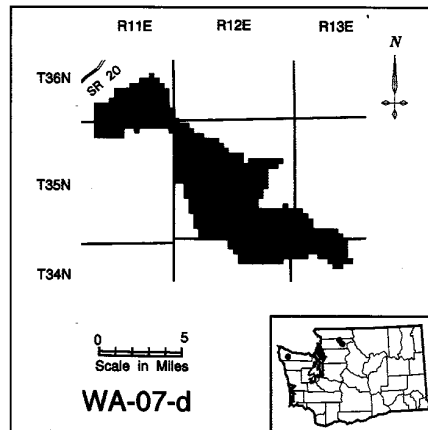 R11E R12E R13E
N
T36N
SR 20
T35N
T34N
0 5
Scale in Miles
WA-07-d